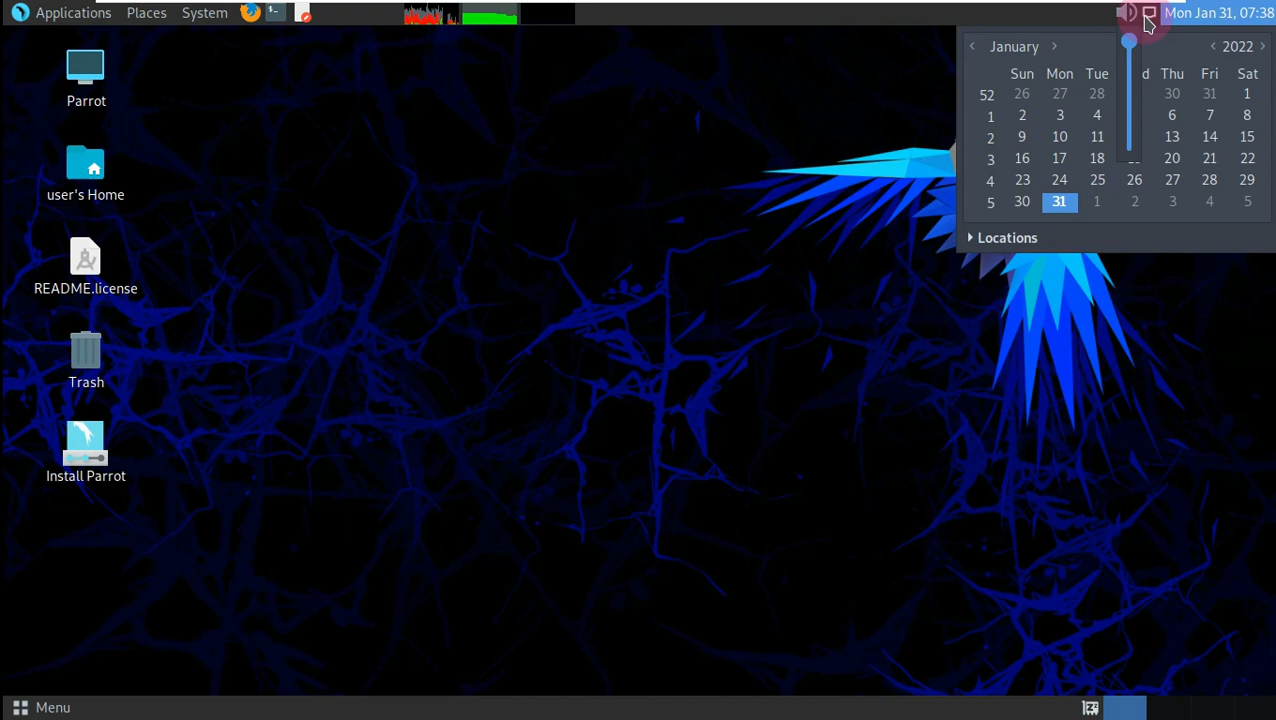 Applications Places System Mon Jan 31, 07:38
January 2022
Sun Mon Tue d Thu Fri Sat
52 26 27 28 30 31 1
1 2 3 4 6 7 8
2 9 10 11 13 14 15
3 16 17 18 20 21 22
4 23 24 25 26 27 28 29
5 30 31 1 2 3 4 5
Locations
Parrot
user's Home
README.license
Trash
Install Parrot
Menu